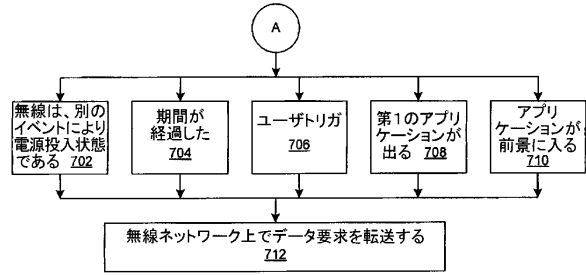 A
無線は、別の
イベントにより
電源投入状態
である 702
期間が
経過した
704
ユーザトリガ
706
第1のアプリ
ケーションが
出る 708
アプリ
ケーションが
前景に入る
710
無線ネットワーク上でデータ要求を転送する
712